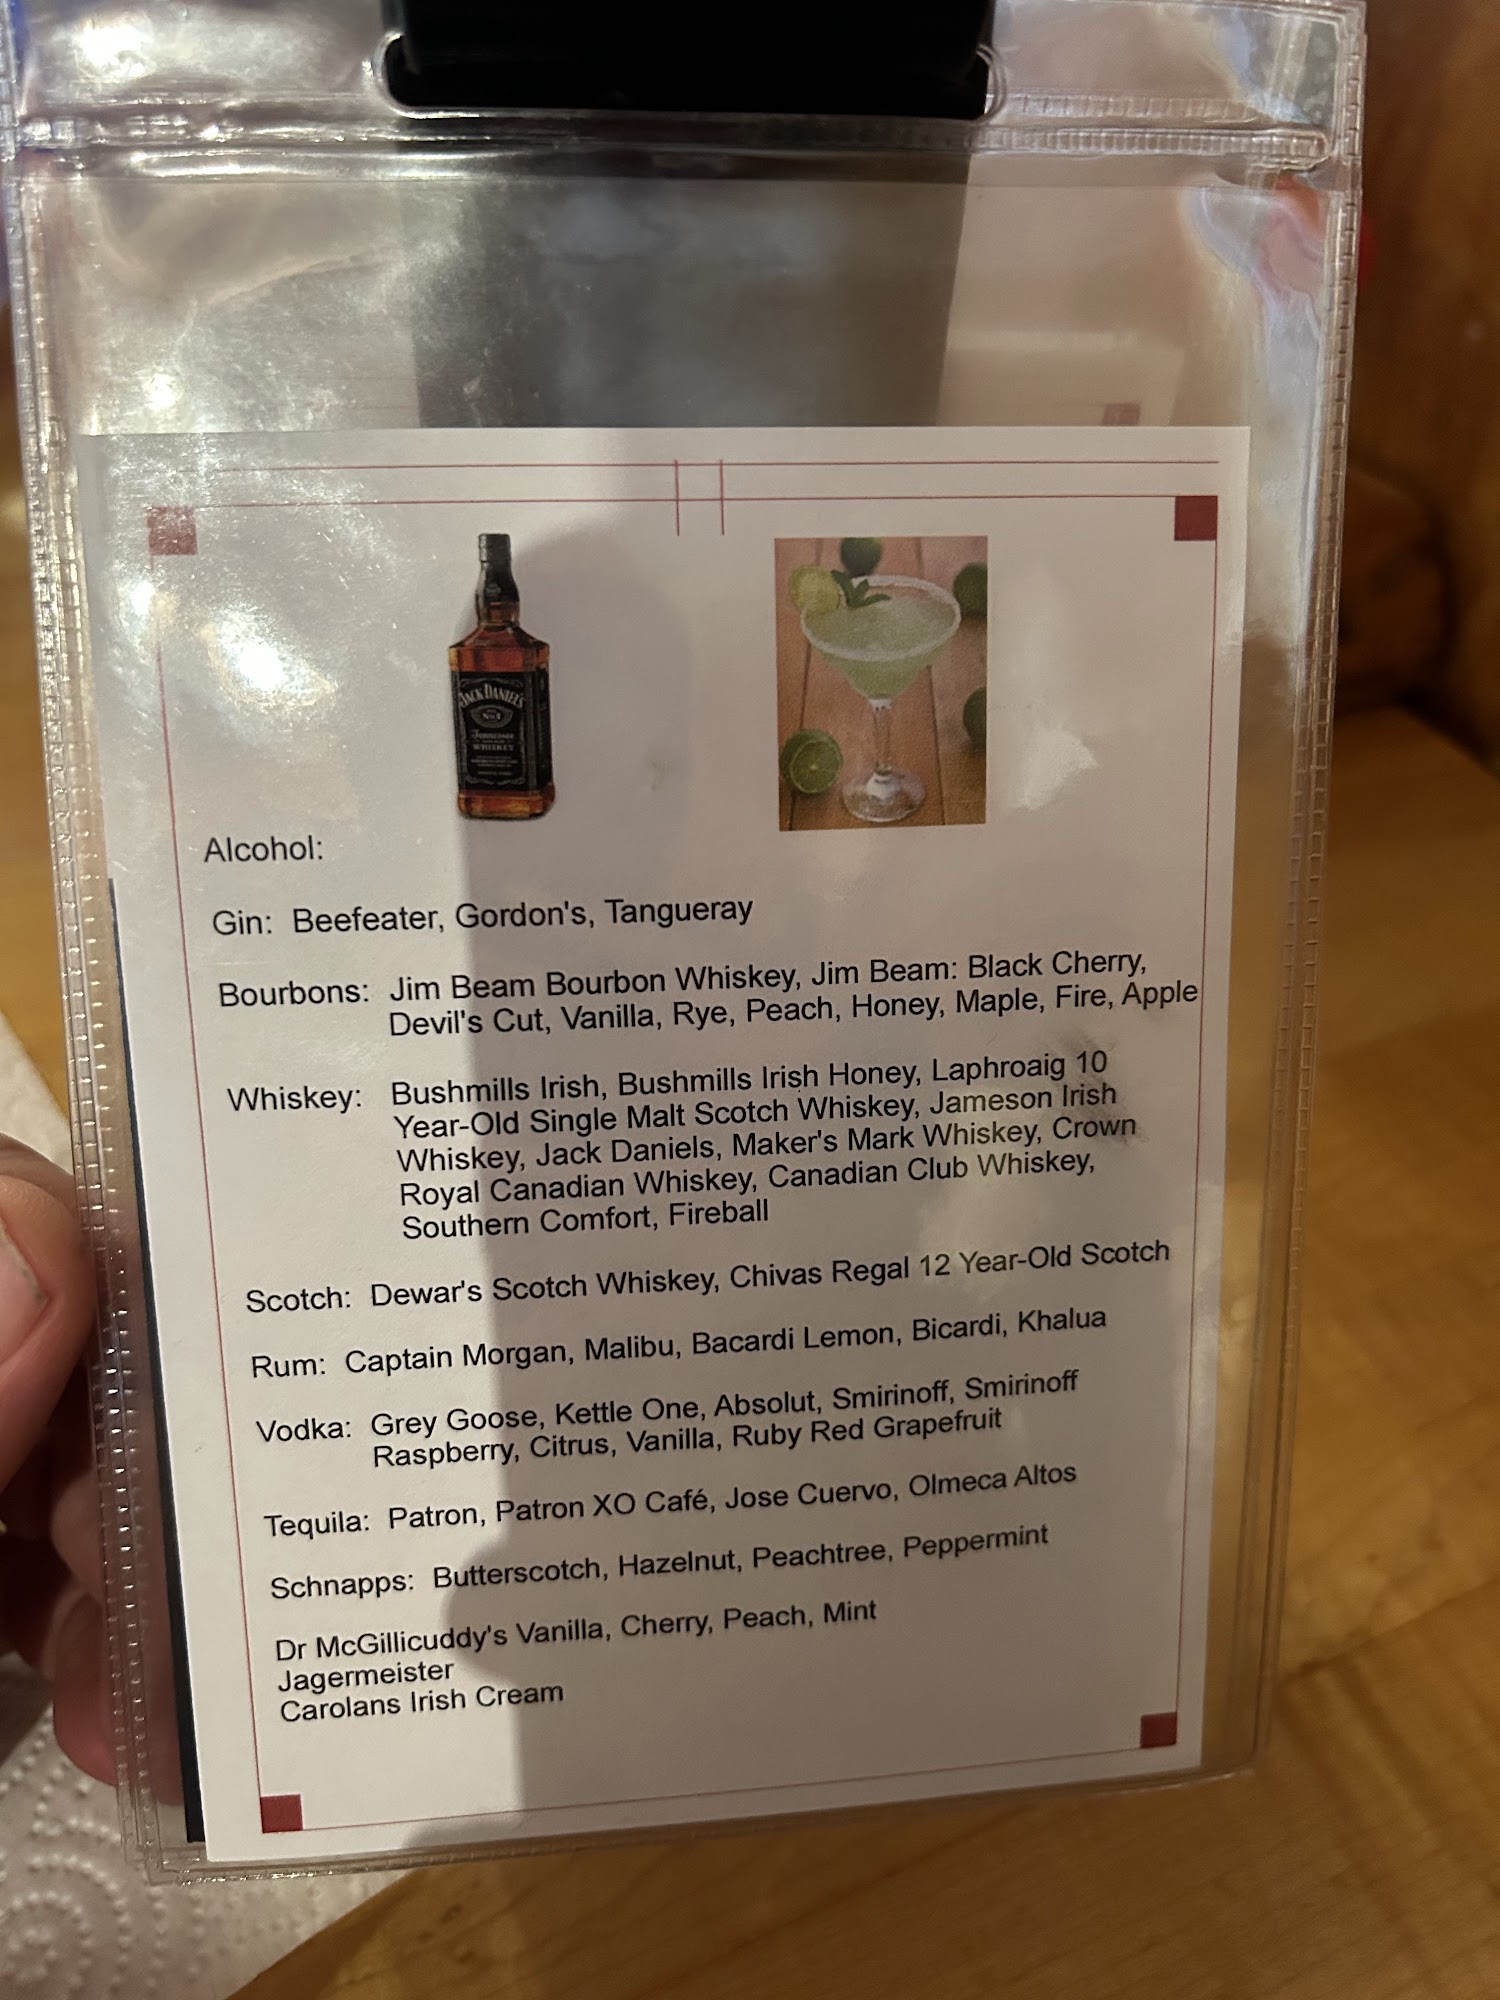 JACK DANIEL'S
Tennessee
WHISKEY
Alcohol:
Gin: Beefeater, Gordon's, Tangueray
Bourbons: Jim Beam Bourbon Whiskey, Jim Beam: Black Cherry,
Devil's Cut, Vanilla, Rye, Peach, Honey, Maple, Fire, Apple
Whiskey: Bushmills Irish, Bushmills Irish Honey, Laphroaig 10
Year-Old Single Malt Scotch Whiskey, Jameson Irish
Whiskey, Jack Daniels, Maker's Mark Whiskey, Crown
Royal Canadian Whiskey, Canadian Club Whiskey,
Southern Comfort, Fireball
Scotch: Dewar's Scotch Whiskey, Chivas Regal 12 Year-Old Scotch
Rum: Captain Morgan, Malibu, Bacardi Lemon, Bicardi, Khalua
Vodka: Grey Goose, Kettle One, Absolut, Smirinoff, Smirinoff
Raspberry, Citrus, Vanilla, Ruby Red Grapefruit
Tequila: Patron, Patron XO Café, Jose Cuervo, Olmeca Altos
Schnapps: Butterscotch, Hazelnut, Peachtree, Peppermint
Dr McGillicuddy's Vanilla, Cherry, Peach, Mint
Jagermeister
Carolans Irish Cream